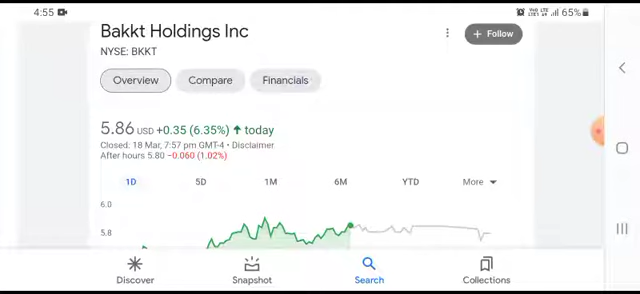 4:55
65%
Bakkt Holdings Inc
NYSE: BKKT
+ Follow
Overview
Compare
Financials
5.86 USD +0.35 (6.35%) ↑ today
Closed: 18 Mar, 7:57 pm GMT-4 • Disclaimer
After hours 5.80 −0.060 (1.02%)
1D
5D
1M
6M
YTD
More
6.0
5.8
Discover
Snapshot
Search
Collections